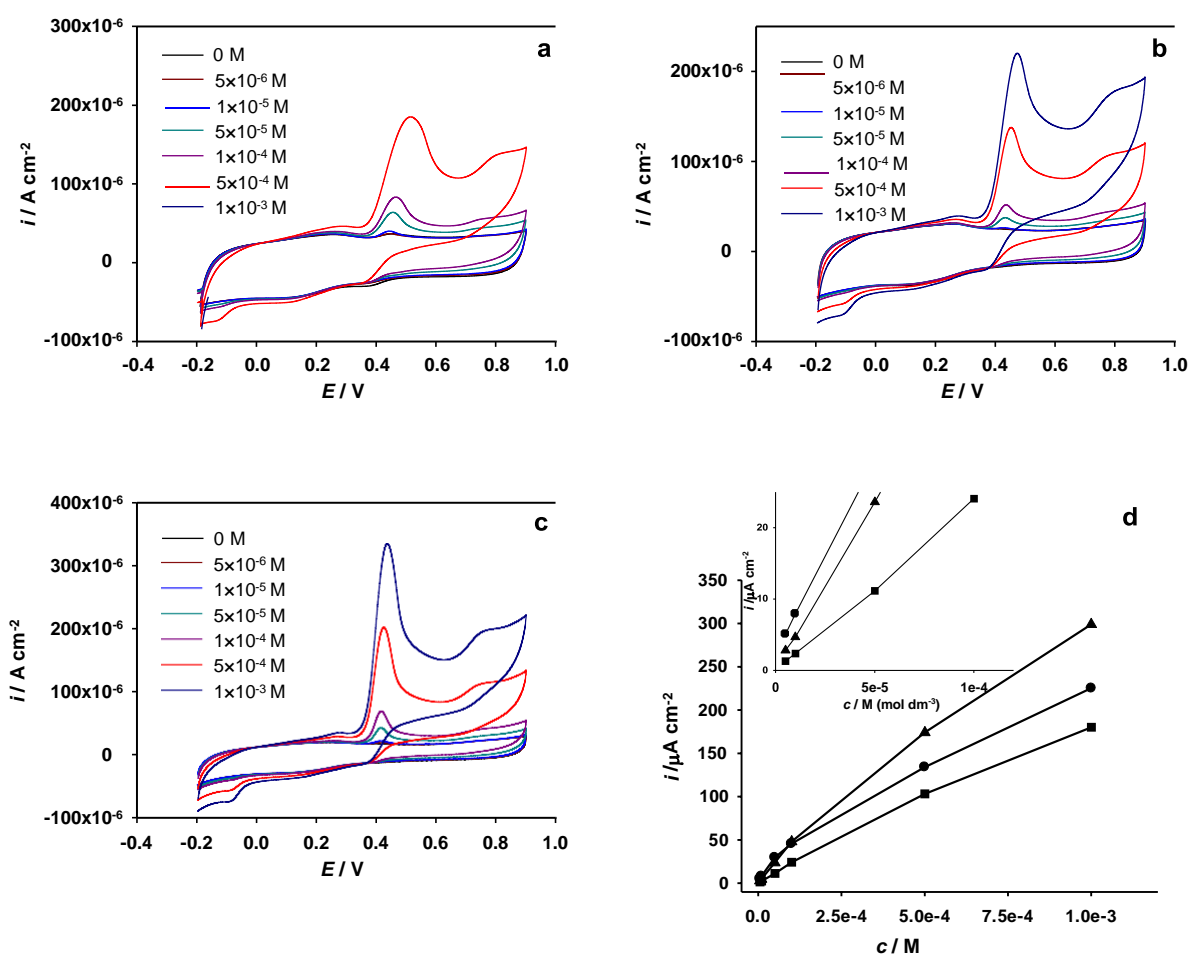 a
300x10-6
200x10-6
100x10-6
0
-100x10-6
0 M
5×10-6 M
1×10-5 M
5×10-5 M
1×10-4 M
5×10-4 M
1×10-3 M
i / A cm-2
-0.4 -0.2 0.0 0.2 0.4 0.6 0.8 1.0
E / V
b
200x10-6
100x10-6
0
-100x10-6
0 M
5×10-6 M
1×10-5 M
5×10-5 M
1×10-4 M
5×10-4 M
1×10-3 M
i / A cm-2
-0.4 -0.2 0.0 0.2 0.4 0.6 0.8 1.0
E / V
c
400x10-6
300x10-6
200x10-6
100x10-6
0
-100x10-6
0 M
5×10-6 M
1×10-5 M
5×10-5 M
1×10-4 M
5×10-4 M
1×10-3 M
i / A cm-2
-0.4 -0.2 0.0 0.2 0.4 0.6 0.8 1.0
E / V
d
20
10
0
i /µA cm-2
0 5e-5 1e-4
c / M (mol dm-3)
350
300
250
200
150
100
50
0
i /µA cm-2
0.0 2.5e-4 5.0e-4 7.5e-4 1.0e-3
c / M